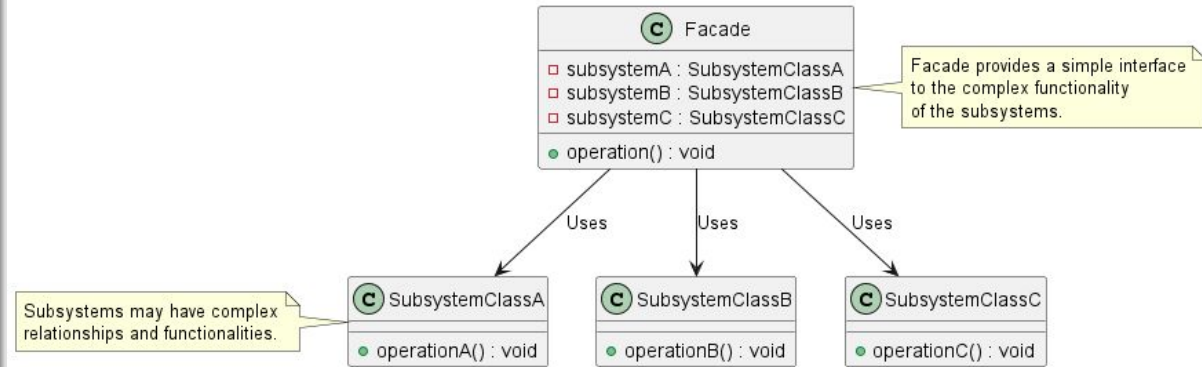 C Facade
subsystemA : SubsystemClassA
subsystemB : SubsystemClassB
subsystemC : SubsystemClassC
operation() : void
Facade provides a simple interface
to the complex functionality
of the subsystems.
Uses
Uses
Uses
Subsystems may have complex
relationships and functionalities.
C SubsystemClassA
operationA() : void
C SubsystemClassB
operationB() : void
C SubsystemClassC
operationC() : void